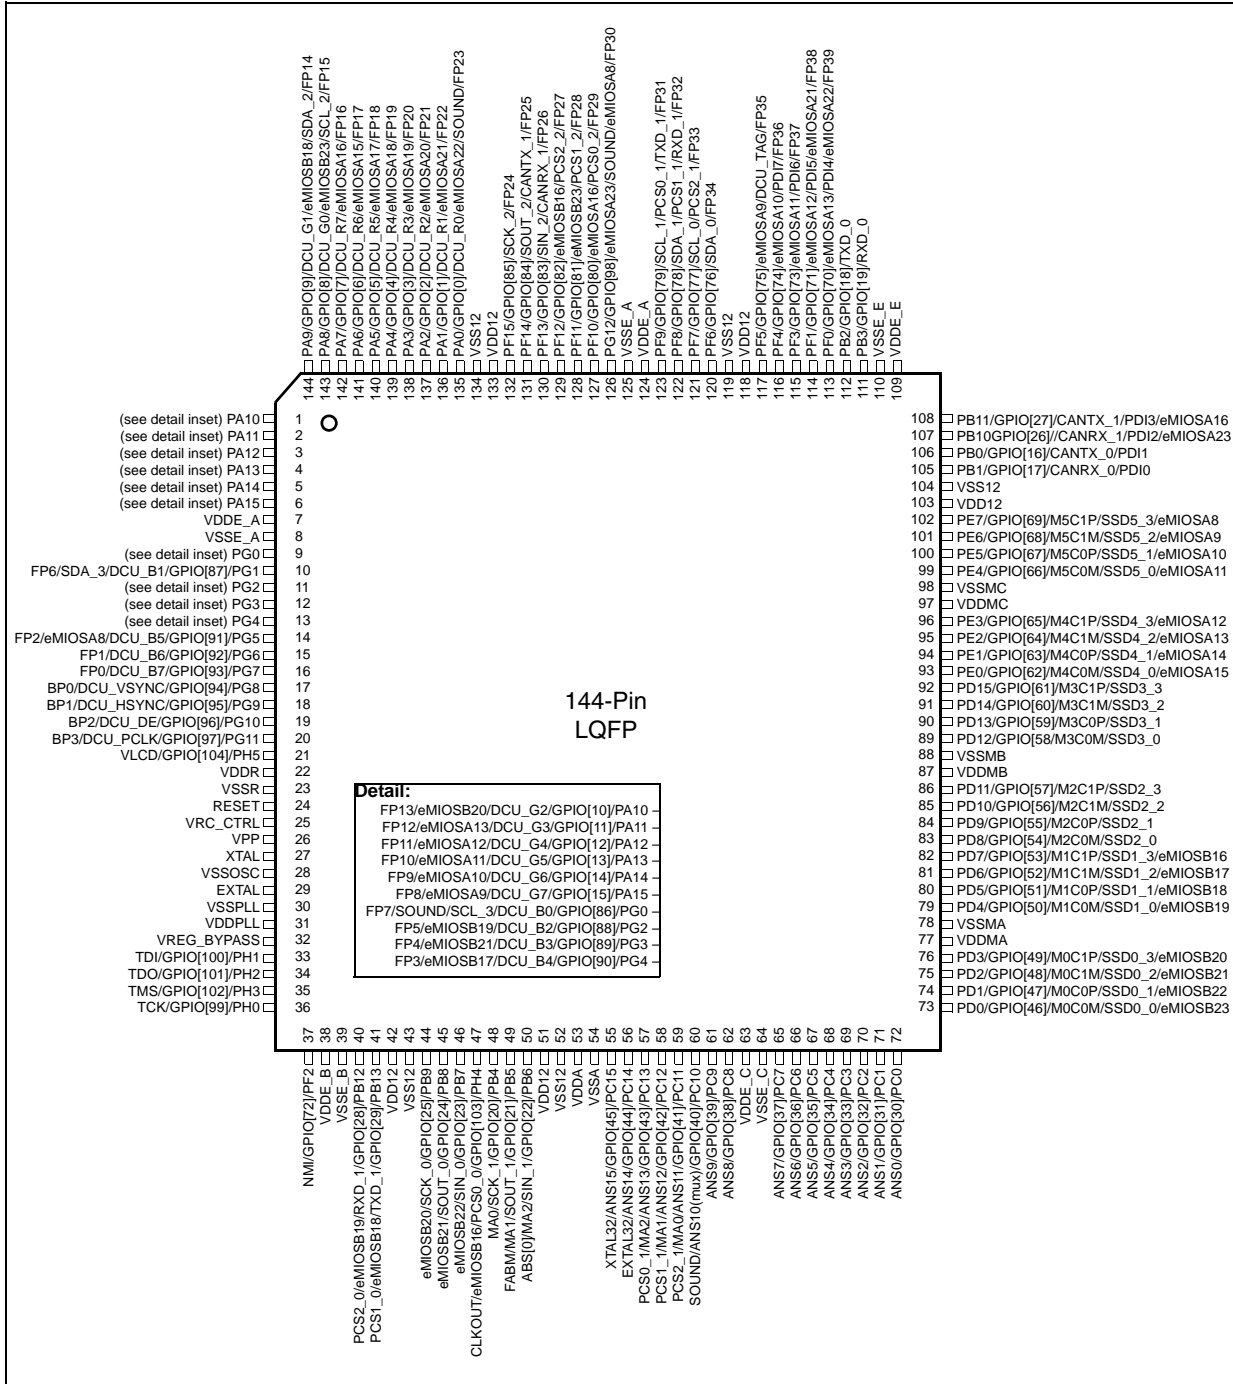 PA9/GPIO[9]/DCU_G1/eMIOSB18/SDA_2/FP14
PA8/GPIO[8]/DCU_G0/eMIOSB23/SCL_2/FP15
PA7/GPIO[7]/DCU_R7/eMIOSA16/FP16
PA6/GPIO[6]/DCU_R6/eMIOSA15/FP17
PA5/GPIO[5]/DCU_R5/eMIOSA17/FP18
PA4/GPIO[4]/DCU_R4/eMIOSA18/FP19
PA3/GPIO[3]/DCU_R3/eMIOSA19/FP20
PA2/GPIO[2]/DCU_R2/eMIOSA20/FP21
PA1/GPIO[1]/DCU_R1/eMIOSA21/FP22
PA0/GPIO[0]/DCU_R0/eMIOSA22/SOUND/FP23
VSS12
VDD12
PF15/GPIO[85]/SCK_2/FP24
PF14/GPIO[84]/SOUT_2/CANTX_1/FP25
PF13/GPIO[83]/SIN_2/CANRX_1/FP26
PF12/GPIO[82]/eMIOSB16/PCS2_2/FP27
PF11/GPIO[81]/eMIOSB23/PCS1_2/FP28
PF10/GPIO[80]/eMIOSA16/PCS0_2/FP29
PG12/GPIO[98]/eMIOSA23/SOUND/eMIOSA8/FP30
VSSE_A
VDDE_A
PF9/GPIO[79]/SCL_1/PCS0_1/TXD_1/FP31
PF8/GPIO[78]/SDA_1/PCS1_1/RXD_1/FP32
PF7/GPIO[77]/SCL_0/PCS2_1/FP33
PF6/GPIO[76]/SDA_0/FP34
VSS12
VDD12
PF5/GPIO[75]/eMIOSA9/DCU_TAG/FP35
PF4/GPIO[74]/eMIOSA10/PDI7/FP36
PF3/GPIO[73]/eMIOSA11/PDI6/FP37
PF1/GPIO[71]/eMIOSA12/PDI5/eMIOSA21/FP38
PF0/GPIO[70]/eMIOSA13/PDI4/eMIOSA22/FP39
PB2/GPIO[18]/TXD_0
PB3/GPIO[19]/RXD_0
VSSE_E
VDDE_E
144 143 142 141 140 139 138 137 136 135 134 133 132 131 130 129 128 127 126 125 124 123 122 121 120 119 118 117 116 115 114 113 112 111 110 109
(see detail inset) PA10 1
(see detail inset) PA11 2
(see detail inset) PA12 3
(see detail inset) PA13 4
(see detail inset) PA14 5
(see detail inset) PA15 6
VDDE_A 7
VSSE_A 8
(see detail inset) PG0 9
FP6/SDA_3/DCU_B1/GPIO[87]/PG1 10
(see detail inset) PG2 11
(see detail inset) PG3 12
(see detail inset) PG4 13
FP2/eMIOSA8/DCU_B5/GPIO[91]/PG5 14
FP1/DCU_B6/GPIO[92]/PG6 15
FP0/DCU_B7/GPIO[93]/PG7 16
BP0/DCU_VSYNC/GPIO[94]/PG8 17
BP1/DCU_HSYNC/GPIO[95]/PG9 18
BP2/DCU_DE/GPIO[96]/PG10 19
BP3/DCU_PCLK/GPIO[97]/PG11 20
VLCD/GPIO[104]/PH5 21
VDDR 22
VSSR 23
RESET 24
VRC_CTRL 25
VPP 26
XTAL 27
VSSOSC 28
EXTAL 29
VSSPLL 30
VDDPLL 31
VREG_BYPASS 32
TDI/GPIO[100]/PH1 33
TDO/GPIO[101]/PH2 34
TMS/GPIO[102]/PH3 35
TCK/GPIO[99]/PH0 36
144-Pin
LQFP
Detail:
FP13/eMIOSB20/DCU_G2/GPIO[10]/PA10
FP12/eMIOSA13/DCU_G3/GPIO[11]/PA11
FP11/eMIOSA12/DCU_G4/GPIO[12]/PA12
FP10/eMIOSA11/DCU_G5/GPIO[13]/PA13
FP9/eMIOSA10/DCU_G6/GPIO[14]/PA14
FP8/eMIOSA9/DCU_G7/GPIO[15]/PA15
FP7/SOUND/SCL_3/DCU_B0/GPIO[86]/PG0
FP5/eMIOSB19/DCU_B2/GPIO[88]/PG2
FP4/eMIOSB21/DCU_B3/GPIO[89]/PG3
FP3/eMIOSB17/DCU_B4/GPIO[90]/PG4
108 PB11/GPIO[27]/CANTX_1/PDI3/eMIOSA16
107 PB10GPIO[26]//CANRX_1/PDI2/eMIOSA23
106 PB0/GPIO[16]/CANTX_0/PDI1
105 PB1/GPIO[17]/CANRX_0/PDI0
104 VSS12
103 VDD12
102 PE7/GPIO[69]/M5C1P/SSD5_3/eMIOSA8
101 PE6/GPIO[68]/M5C1M/SSD5_2/eMIOSA9
100 PE5/GPIO[67]/M5C0P/SSD5_1/eMIOSA10
99 PE4/GPIO[66]/M5C0M/SSD5_0/eMIOSA11
98 VSSMC
97 VDDMC
96 PE3/GPIO[65]/M4C1P/SSD4_3/eMIOSA12
95 PE2/GPIO[64]/M4C1M/SSD4_2/eMIOSA13
94 PE1/GPIO[63]/M4C0P/SSD4_1/eMIOSA14
93 PE0/GPIO[62]/M4C0M/SSD4_0/eMIOSA15
92 PD15/GPIO[61]/M3C1P/SSD3_3
91 PD14/GPIO[60]/M3C1M/SSD3_2
90 PD13/GPIO[59]/M3C0P/SSD3_1
89 PD12/GPIO[58/M3C0M/SSD3_0
88 VSSMB
87 VDDMB
86 PD11/GPIO[57]/M2C1P/SSD2_3
85 PD10/GPIO[56]/M2C1M/SSD2_2
84 PD9/GPIO[55]/M2C0P/SSD2_1
83 PD8/GPIO[54]/M2C0M/SSD2_0
82 PD7/GPIO[53]/M1C1P/SSD1_3/eMIOSB16
81 PD6/GPIO[52]/M1C1M/SSD1_2/eMIOSB17
80 PD5/GPIO[51]/M1C0P/SSD1_1/eMIOSB18
79 PD4/GPIO[50]/M1C0M/SSD1_0/eMIOSB19
78 VSSMA
77 VDDMA
76 PD3/GPIO[49]/M0C1P/SSD0_3/eMIOSB20
75 PD2/GPIO[48]/M0C1M/SSD0_2/eMIOSB21
74 PD1/GPIO[47]/M0C0P/SSD0_1/eMIOSB22
73 PD0/GPIO[46]/M0C0M/SSD0_0/eMIOSB23
37 38 39 40 41 42 43 44 45 46 47 48 49 50 51 52 53 54 55 56 57 58 59 60 61 62 63 64 65 66 67 68 69 70 71 72
NMI/GPIO[72]/PF2
VDDE_B
VSSE_B
PCS2_0/eMIOSB19/RXD_1/GPIO[28]/PB12
PCS1_0/eMIOSB18/TXD_1/GPIO[29]/PB13
VDD12
VSS12
eMIOSB20/SCK_0/GPIO[25]/PB9
eMIOSB21/SOUT_0/GPIO[24]/PB8
eMIOSB22/SIN_0/GPIO[23]/PB7
CLKOUT/eMIOSB16/PCS0_0/GPIO[103]/PH4
MA0/SCK_1/GPIO[20]/PB4
FABM/MA1/SOUT_1/GPIO[21]/PB5
ABS[0]/MA2/SIN_1/GPIO[22]/PB6
VDD12
VSS12
VDDA
VSSA
XTAL32/ANS15/GPIO[45]/PC15
EXTAL32/ANS14/GPIO[44]/PC14
PCS0_1/MA2/ANS13/GPIO[43]/PC13
PCS1_1/MA1/ANS12/GPIO[42]/PC12
PCS2_1/MA0/ANS11/GPIO[41]/PC11
SOUND/ANS10(mux)/GPIO[40]/PC10
ANS9/GPIO[39]/PC9
ANS8/GPIO[38]/PC8
VDDE_C
VSSE_C
ANS7/GPIO[37]/PC7
ANS6/GPIO[36]/PC6
ANS5/GPIO[35]/PC5
ANS4/GPIO[34]/PC4
ANS3/GPIO[33]/PC3
ANS2/GPIO[32]/PC2
ANS1/GPIO[31]/PC1
ANS0/GPIO[30]/PC0